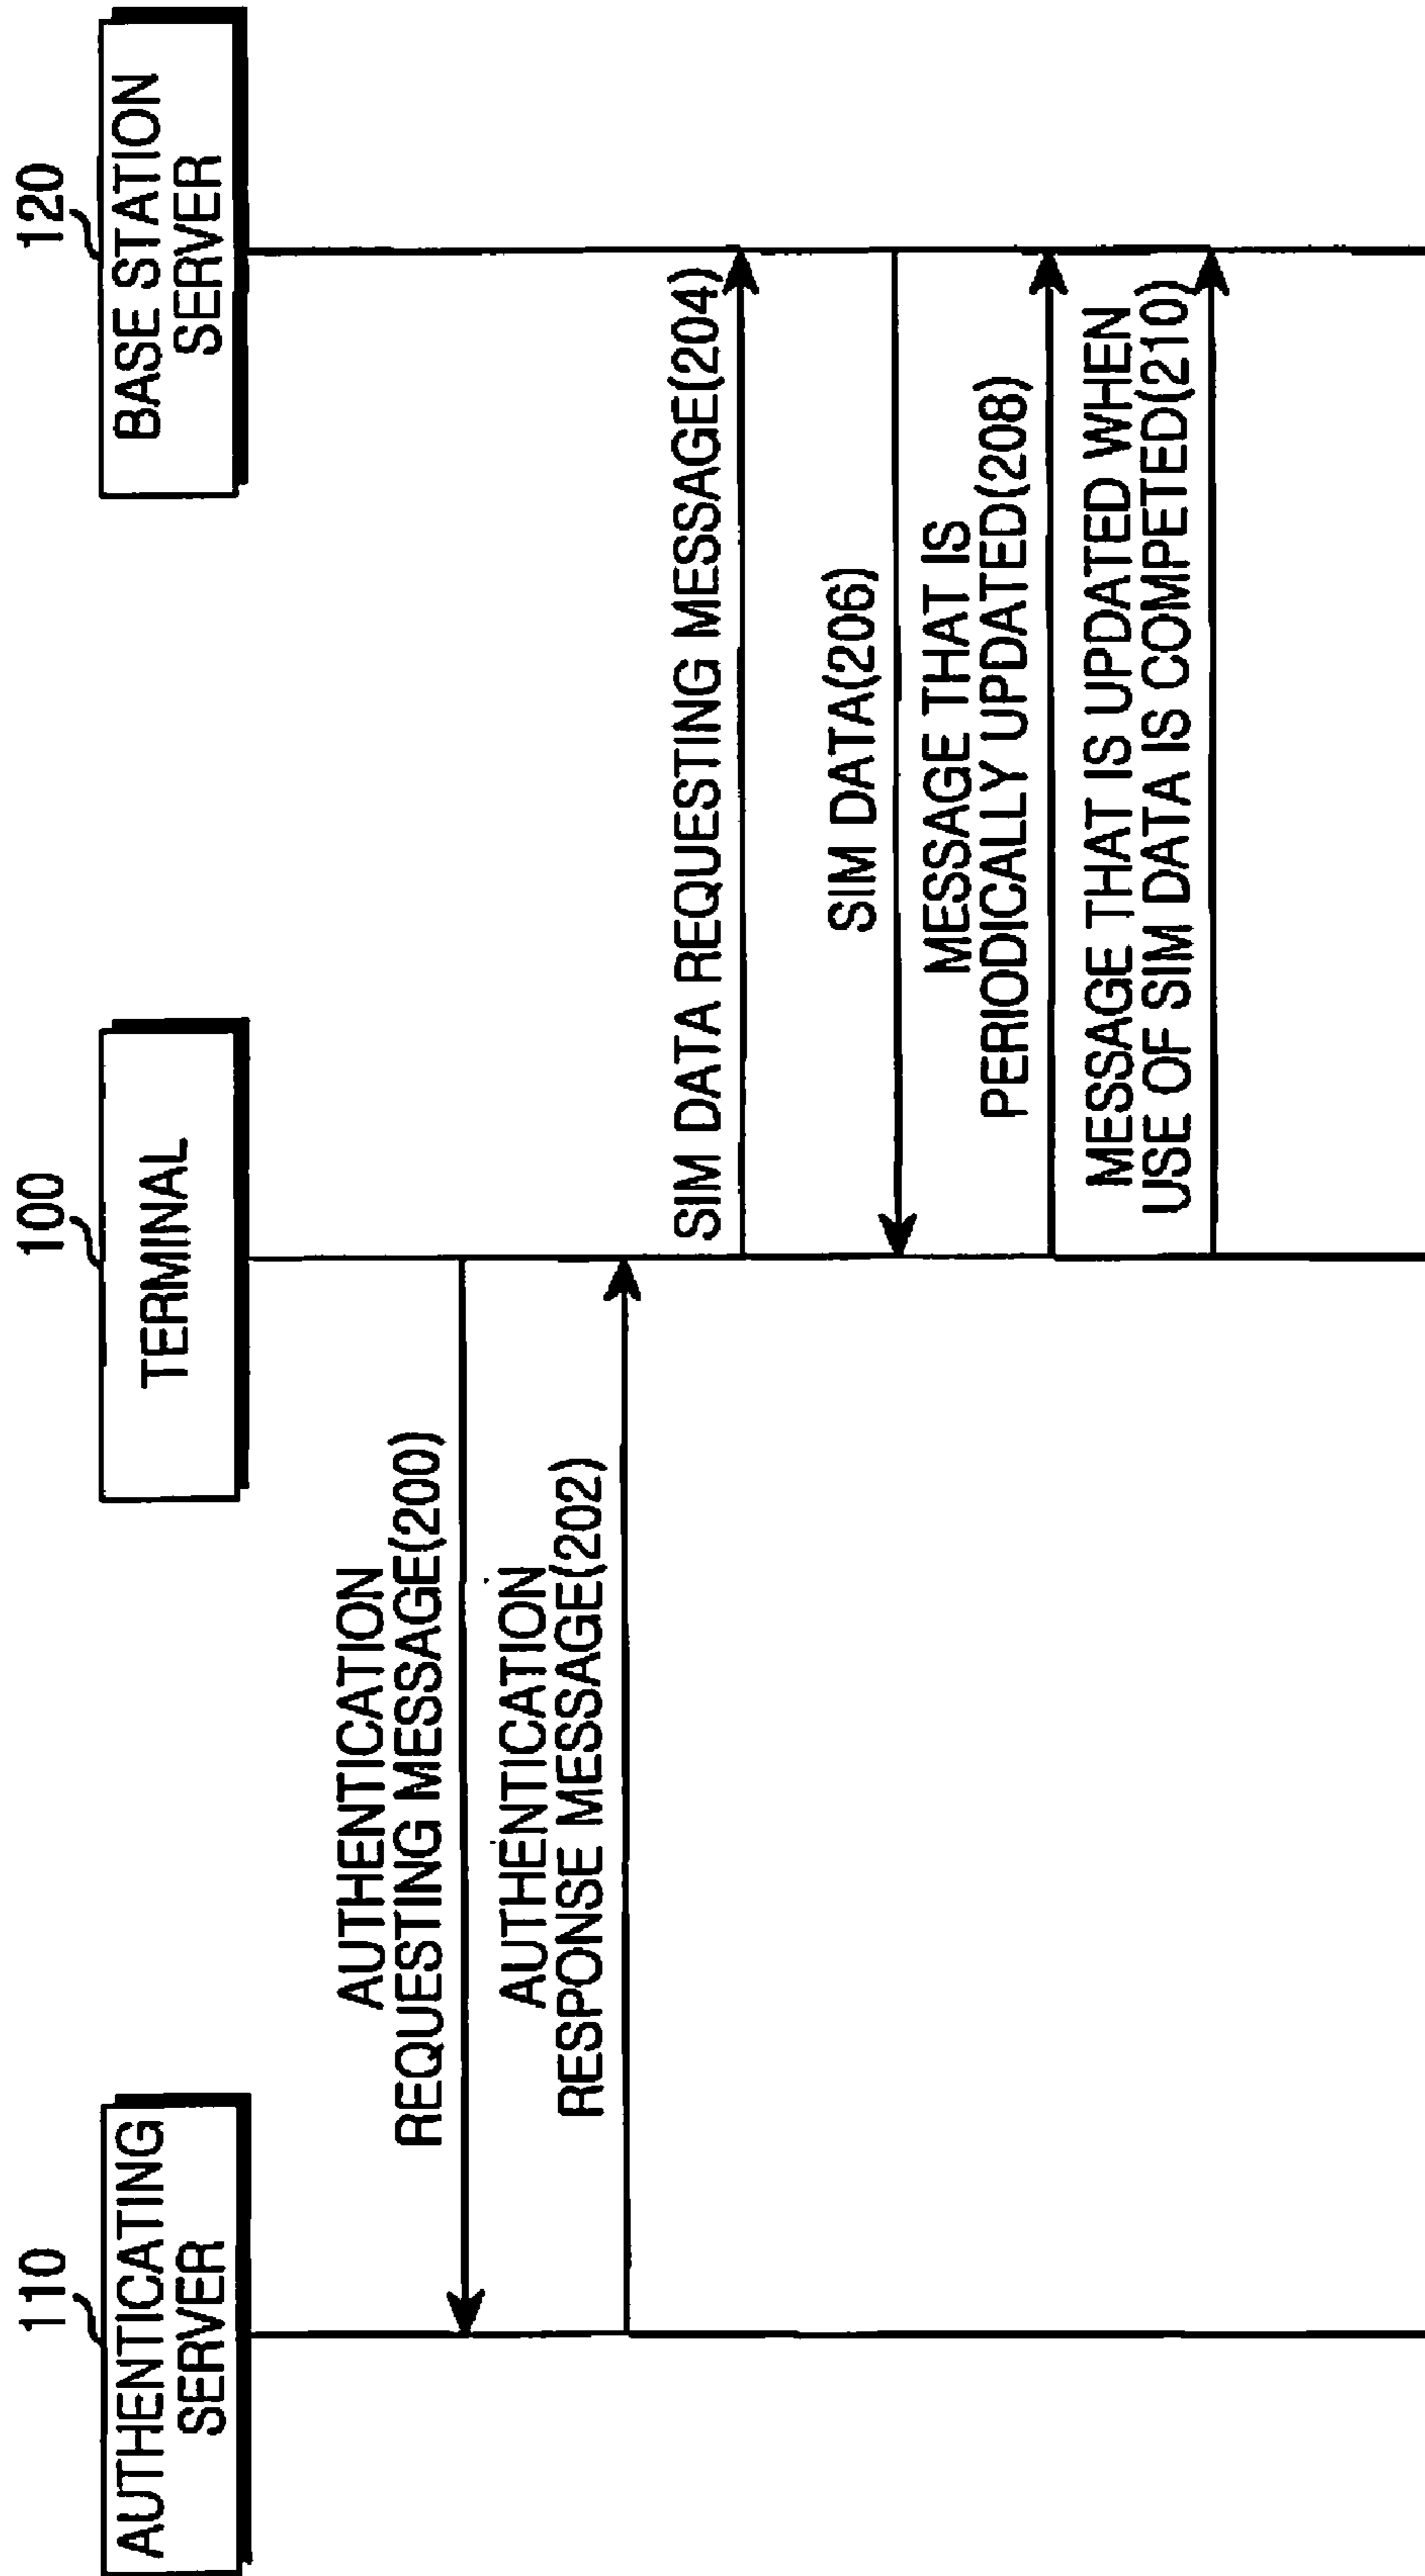 110
100
120
AUTHENTICATING
SERVER
TERMINAL
BASE STATION
SERVER
AUTHENTICATION
REQUESTING MESSAGE(200)
AUTHENTICATION
RESPONSE MESSAGE(202)
SIM DATA REQUESTING MESSAGE(204)
SIM DATA(206)
MESSAGE THAT IS
PERIODICALLY UPDATED(208)
MESSAGE THAT IS UPDATED WHEN
USE OF SIM DATA IS COMPETED(210)